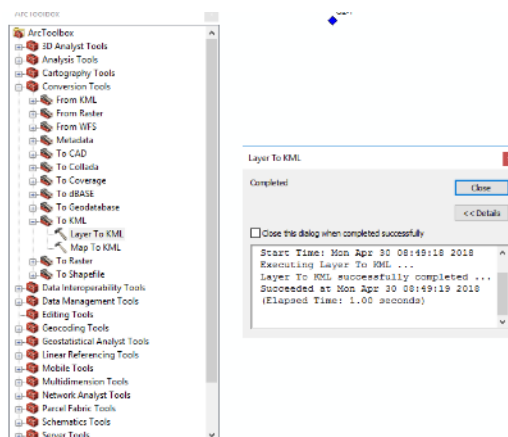 ArcToolbox
ArcToolbox
3D Analyst Tools
Analysis Tools
Cartography Tools
Conversion Tools
From KML
From Raster
From WFS
Metadata
To CAD
To Collada
To Coverage
To dBASE
To Geodatabase
To KML
Layer To KML
Map To KML
To Raster
To Shapefile
Data Interoperability Tools
Data Management Tools
Editing Tools
Geocoding Tools
Geostatistical Analyst Tools
Linear Referencing Tools
Mobile Tools
Multidimension Tools
Network Analyst Tools
Parcel Fabric Tools
Schematics Tools
Server Tools
Layer To KML
Completed
Close
<< Details
Close this dialog when completed successfully
Start Time: Mon Apr 30 08:49:18 2018
Executing Layer To KML ...
Layer To KML successfully completed ...
Succeeded at Mon Apr 30 08:49:19 2018
(Elapsed Time: 1.00 seconds)